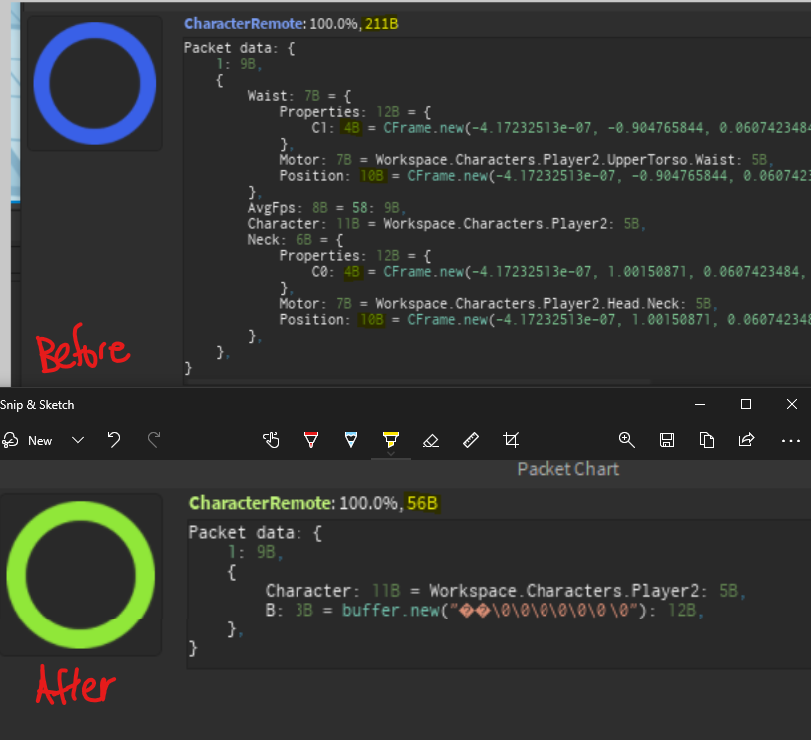 CharacterRemote: 100.0%, 211B
Packet data: {
1: 9B,
{
Waist: 7B = {
Properties: 12B = {
C1: 4B = CFrame.new(-4.17232513e-07, -0.904765844, 0.0607423484
},
Motor: 7B = Workspace.Characters.Player2.UpperTorso.Waist: 5B,
Position: 10B = CFrame.new(-4.17232513e-07, -0.904765844, 0.060742
},
AvgFps: 8B = 58: 9B,
Character: 11B = Workspace.Characters.Player2: 5B,
Neck: 6B = {
Properties: 12B = {
C0: 4B = CFrame.new(-4.17232513e-07, 1.00150871, 0.0607423484,
},
Motor: 7B = Workspace.Characters.Player2.Head.Neck: 5B,
Position: 10B = CFrame.new(-4.17232513e-07, 1.00150871, 0.060742348
},
},
}
Before
Snip & Sketch
New
Packet Chart
CharacterRemote: 100.0%, 56B
Packet data: {
1: 9B,
{
Character: 11B = Workspace.Characters.Player2: 5B,
B: 3B = buffer.new("��\0\0\0\0\0\0\0"): 12B,
},
}
After